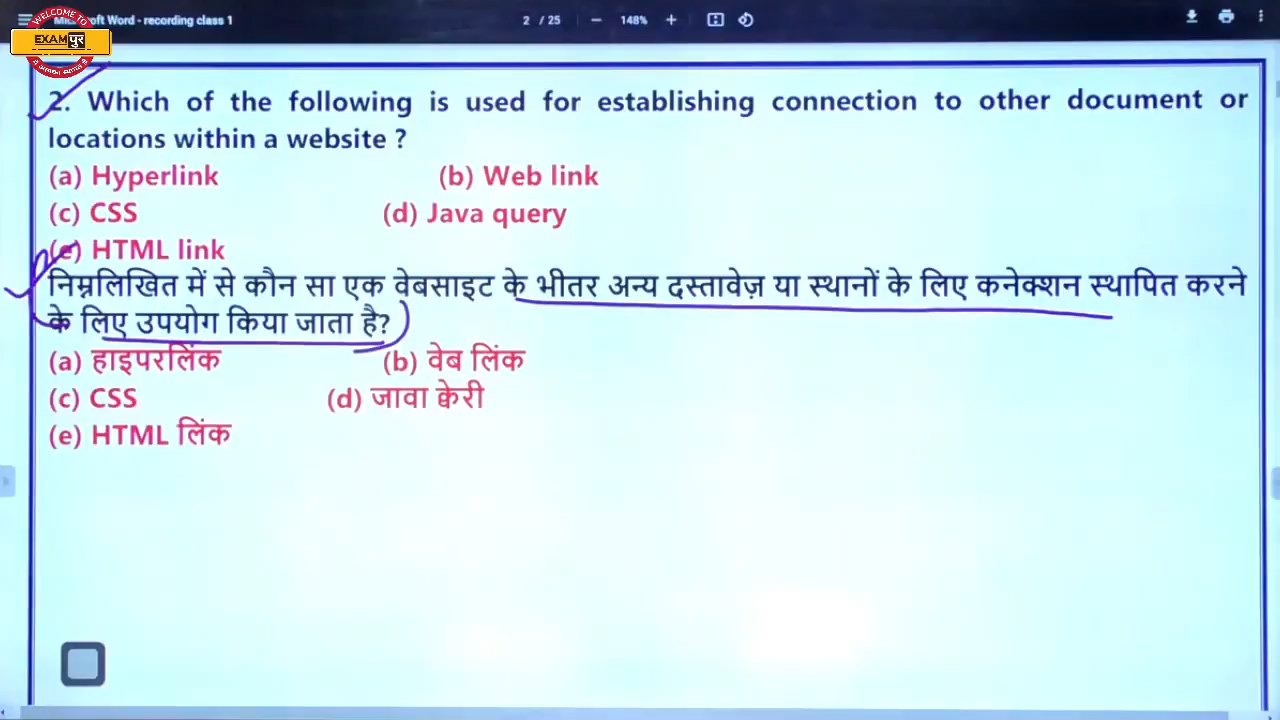 Microsoft Word - recording class 1
2 / 25
148%
WELCOME TO
EXAMपुर
2. Which of the following is used for establishing connection to other document or
locations within a website ?
(a) Hyperlink (b) Web link
(c) CSS (d) Java query
(e) HTML link
निम्नलिखित में से कौन सा एक वेबसाइट के भीतर अन्य दस्तावेज़ या स्थानों के लिए कनेक्शन स्थापित करने
के लिए उपयोग किया जाता है?
(a) हाइपरलिंक (b) वेब लिंक
(c) CSS (d) जावा क्वेरी
(e) HTML लिंक